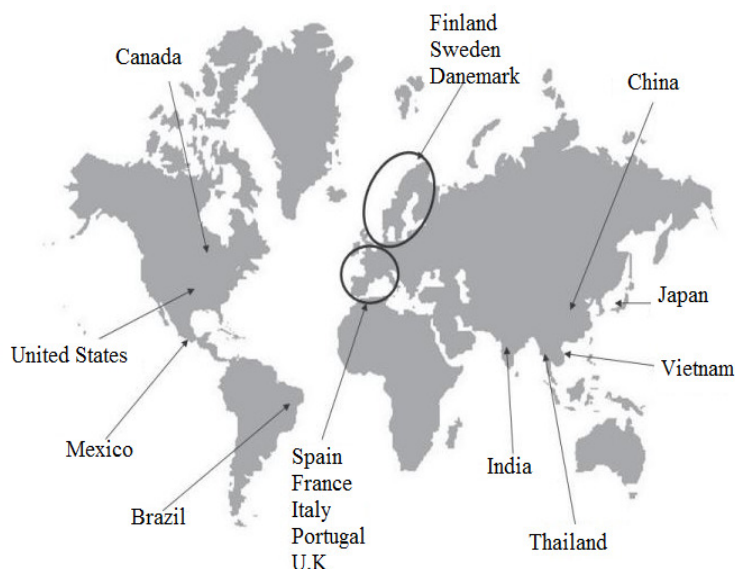 Finland
Sweden
Danemark
Canada
China
Japan
United States
Vietnam
Mexico
Spain
France
Italy
Portugal
U.K
India
Brazil
Thailand